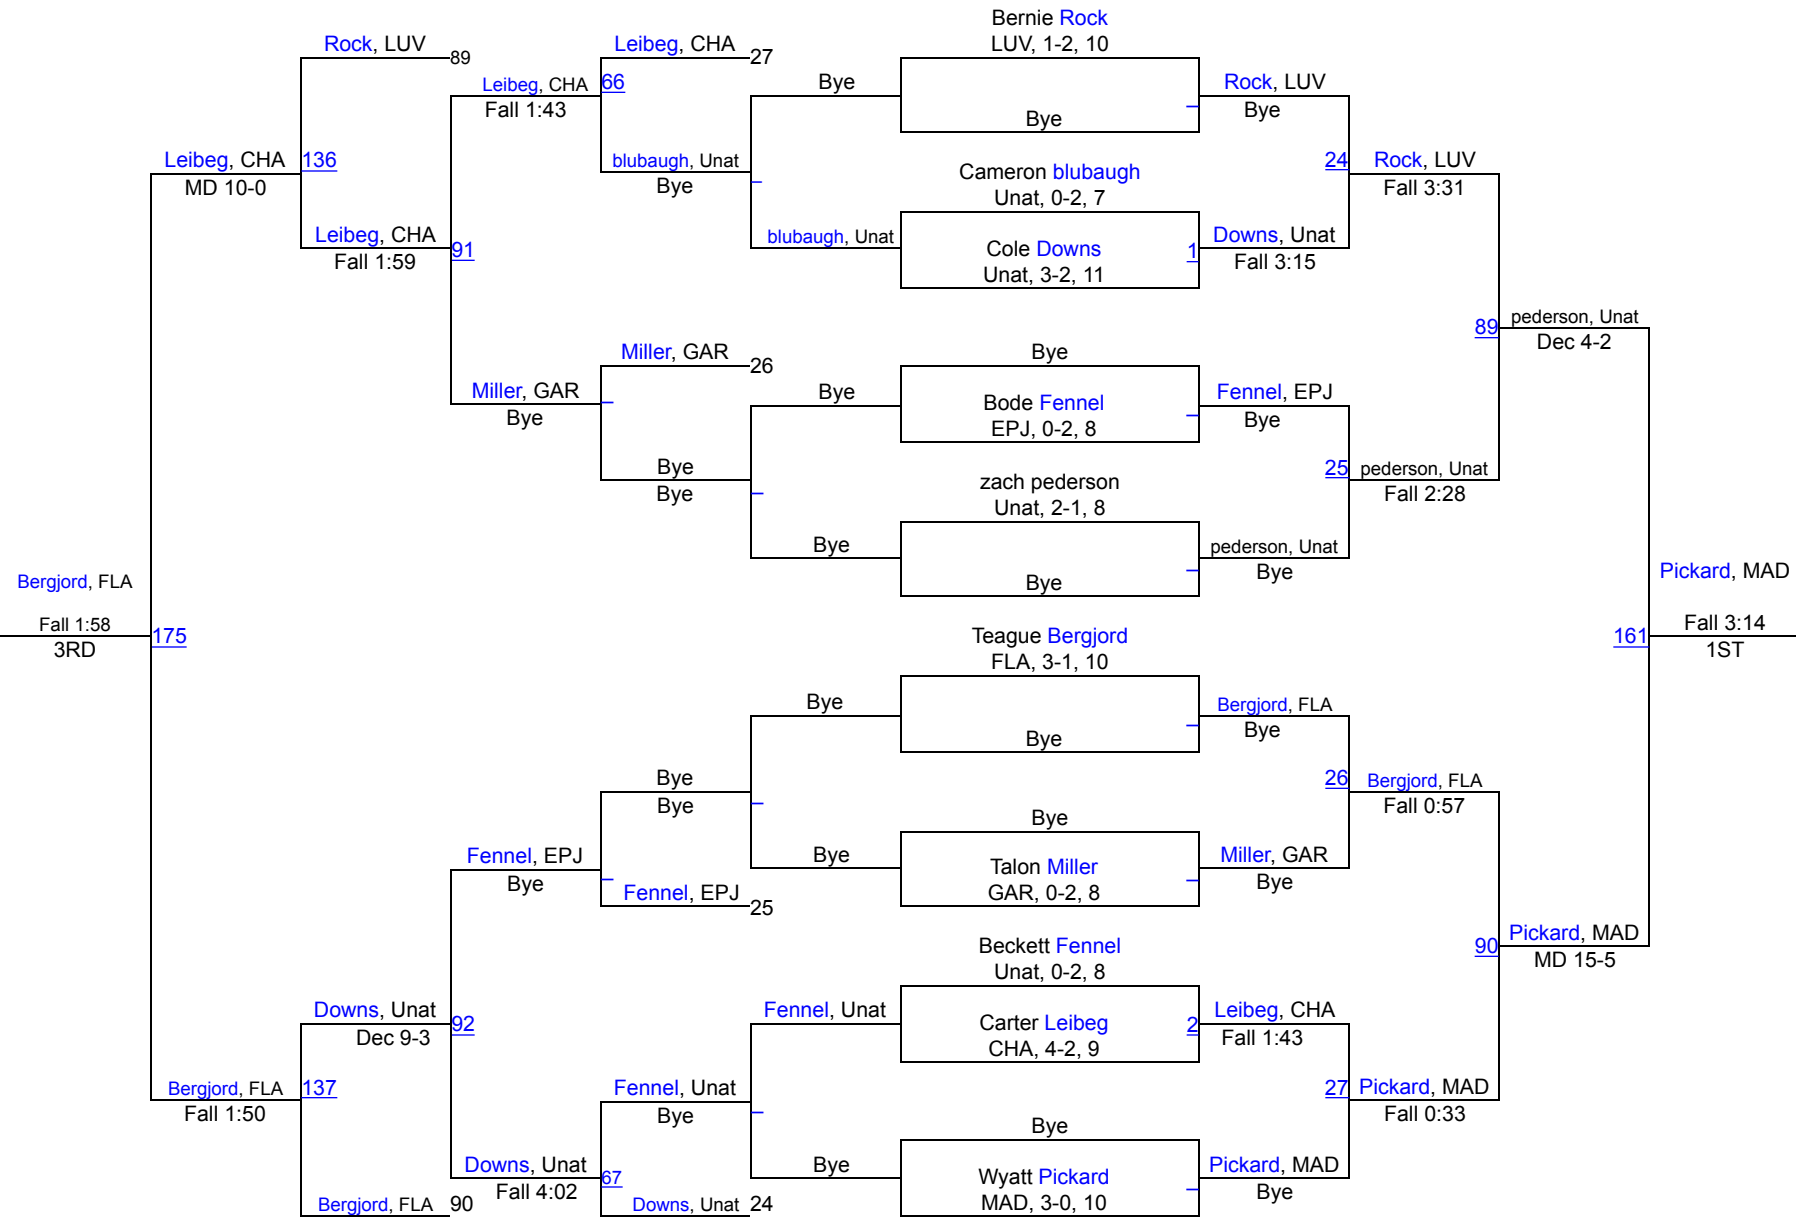 Bernie Rock
Rock, LUV
Leibeg, CHA
LUV, 1-2, 10
89
27
Leibeg, CHA
66
Bye
Rock, LUV
Fall 1:43
Bye
Bye
Leibeg, CHA
136
blubaugh, Unat
24
Rock, LUV
MD 10-0
Bye
Cameron blubaugh
Fall 3:31
Unat, 0-2, 7
Leibeg, CHA
91
blubaugh, Unat
Cole Downs
1
Downs, Unat
Fall 1:59
Unat, 3-2, 11
Fall 3:15
89
pederson, Unat
Dec 4-2
Miller, GAR
26
Bye
Miller, GAR
Bye
Bye
Bode Fennel
EPJ, 0-2, 8
Fennel, EPJ
Bye
Bye
Bye
zach pederson
Unat, 2-1, 8
25
pederson, Unat
Fall 2:28
Bye
pederson, Unat
Bye
Bye
Bergjord, FLA
Pickard, MAD
Fall 1:58
3RD
175
Teague Bergjord
FLA, 3-1, 10
161
Fall 3:14
1ST
Bye
Bergjord, FLA
Bye
Bye
Bye
Bye
26
Bergjord, FLA
Fall 0:57
Bye
Fennel, EPJ
Bye
Bye
Talon Miller
GAR, 0-2, 8
Miller, GAR
Bye
Fennel, EPJ
25
Beckett Fennel
Unat, 0-2, 8
90
Pickard, MAD
MD 15-5
Downs, Unat
92
Dec 9-3
Fennel, Unat
Carter Leibeg
CHA, 4-2, 9
2
Leibeg, CHA
Fall 1:43
Bergjord, FLA
137
Fall 1:50
Fennel, Unat
Bye
27
Pickard, MAD
Fall 0:33
Bye
Downs, Unat
67
Fall 4:02
Bye
Wyatt Pickard
MAD, 3-0, 10
Pickard, MAD
Bye
Bergjord, FLA
90
Downs, Unat
24